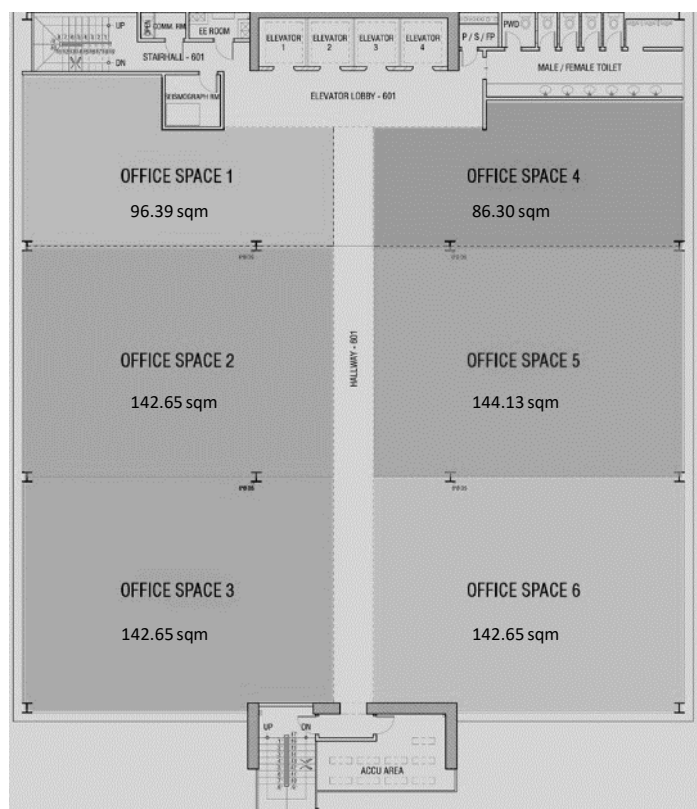 UP
DN
OPEN
COMM. RM
EE ROOM
STAIRHALL - 601
SEISMOGRAPH RM
ELEVATOR
1
ELEVATOR
2
ELEVATOR
3
ELEVATOR
4
P / S / FP
PWD
MALE / FEMALE TOILET
ELEVATOR LOBBY - 601
OFFICE SPACE 1
96.39 sqm
OFFICE SPACE 4
86.30 sqm
HALLWAY - 601
OFFICE SPACE 2
142.65 sqm
OFFICE SPACE 5
144.13 sqm
OFFICE SPACE 3
142.65 sqm
OFFICE SPACE 6
142.65 sqm
UP
DN
ACCU AREA